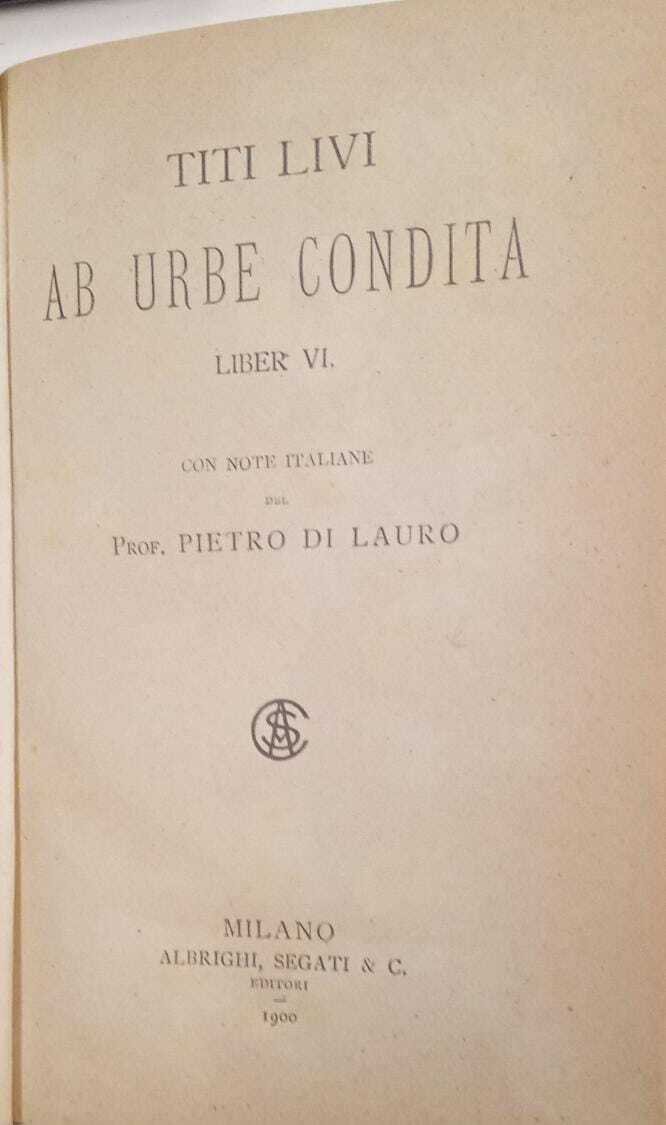 TITI LIVI
AB URBE CONDITA
LIBER VI.
CON NOTE ITALIANE
DEL
PROF. PIETRO DI LAURO
MILANO
ALBRIGHI, SEGATI & C.
EDITORI
1900